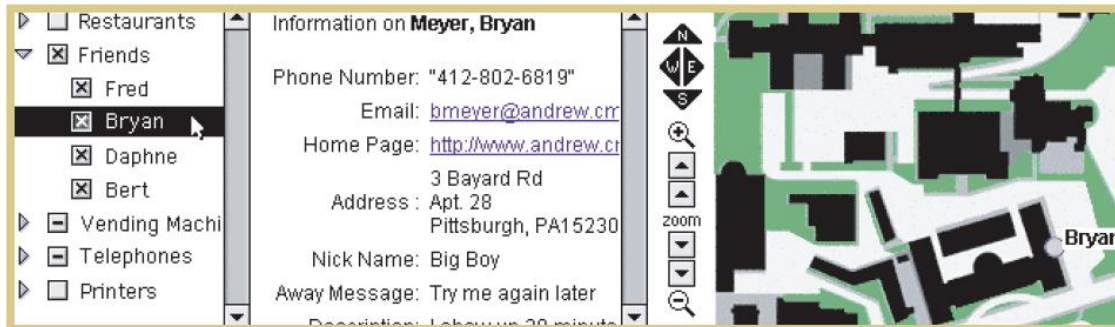 Restaurants
Friends
Fred
Bryan
Daphne
Bert
Vending Machi
Telephones
Printers
Information on Meyer, Bryan
Phone Number: "412-802-6819"
Email: bmeyer@andrew.cm
Home Page: http://www.andrew.cr
Address : 3 Bayard Rd
Apt. 28
Pittsburgh, PA15230
Nick Name: Big Boy
Away Message: Try me again later
N
W E
S
zoom
Bryan